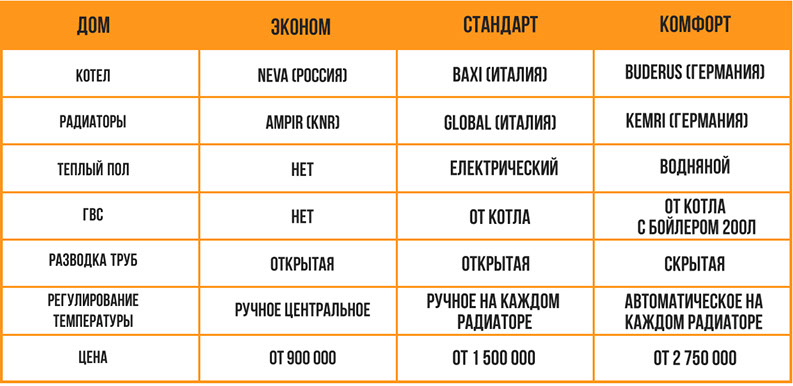 ДОМ ЭКОНОМ СТАНДАРТ КОМФОРТ
КОТЕЛ NEVA (РОССИЯ) BAXI (ИТАЛИЯ) BUDERUS (ГЕРМАНИЯ)
РАДИАТОРЫ AMPIR (KNR) GLOBAL (ИТАЛИЯ) KEMRI (ГЕРМАНИЯ)
ТЕПЛЫЙ ПОЛ НЕТ ЕЛЕКТРИЧЕСКИЙ ВОДНЯНОЙ
ГВС НЕТ ОТ КОТЛА ОТ КОТЛА
С БОЙЛЕРОМ 200Л
РАЗВОДКА ТРУБ ОТКРЫТАЯ ОТКРЫТАЯ СКРЫТАЯ
РЕГУЛИРОВАНИЕ РУЧНОЕ ЦЕНТРАЛЬНОЕ РУЧНОЕ НА КАЖДОМ АВТОМАТИЧЕСКОЕ НА
ТЕМПЕРАТУРЫ РАДИАТОРЕ КАЖДОМ РАДИАТОРЕ
ЦЕНА ОТ 900 000 ОТ 1 500 000 ОТ 2 750 000